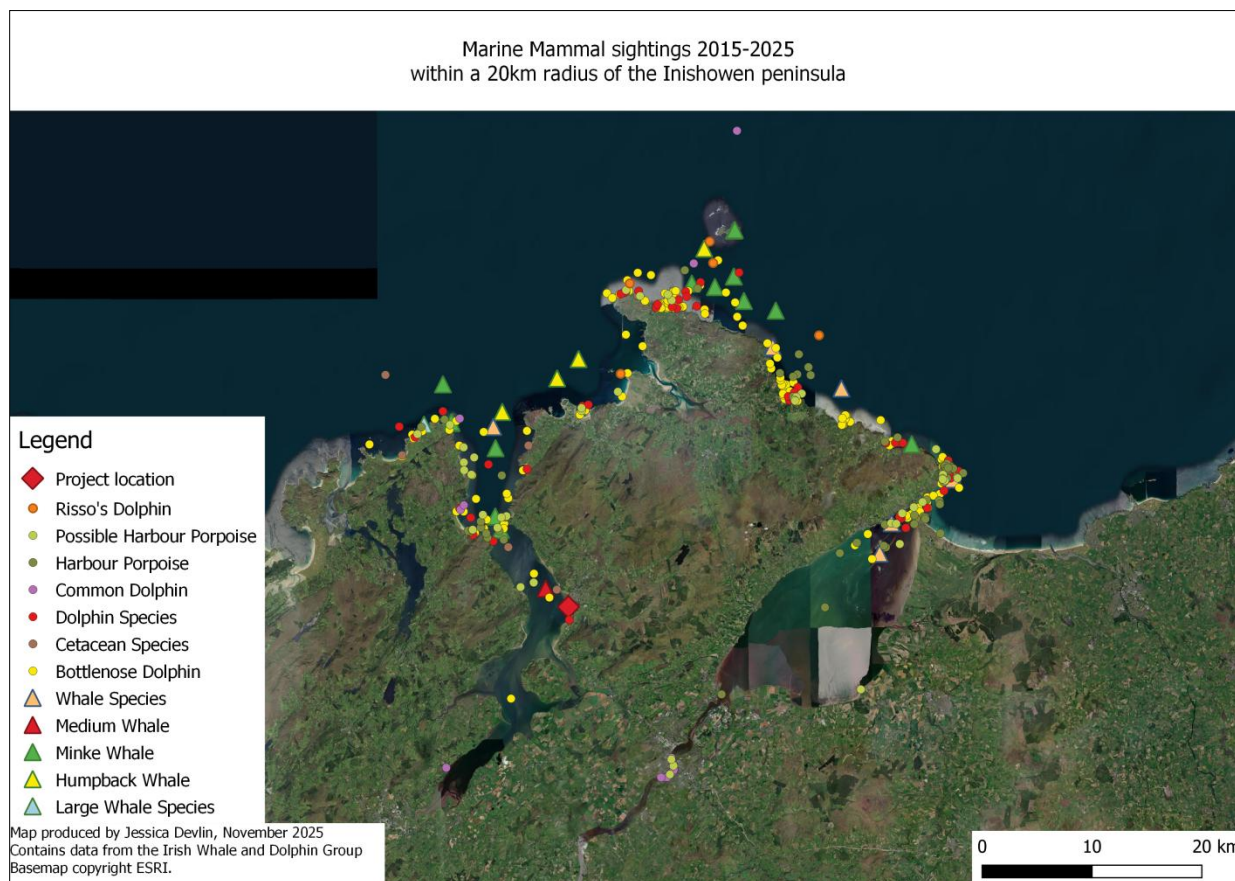 Marine Mammal sightings 2015-2025
within a 20km radius of the Inishowen peninsula
Legend
Project location
Risso's Dolphin
Possible Harbour Porpoise
Harbour Porpoise
Common Dolphin
Dolphin Species
Cetacean Species
Bottlenose Dolphin
Whale Species
Medium Whale
Minke Whale
Humpback Whale
Large Whale Species
Map produced by Jessica Devlin, November 2025
Contains data from the Irish Whale and Dolphin Group
Basemap copyright ESRI.
0 10 20 km